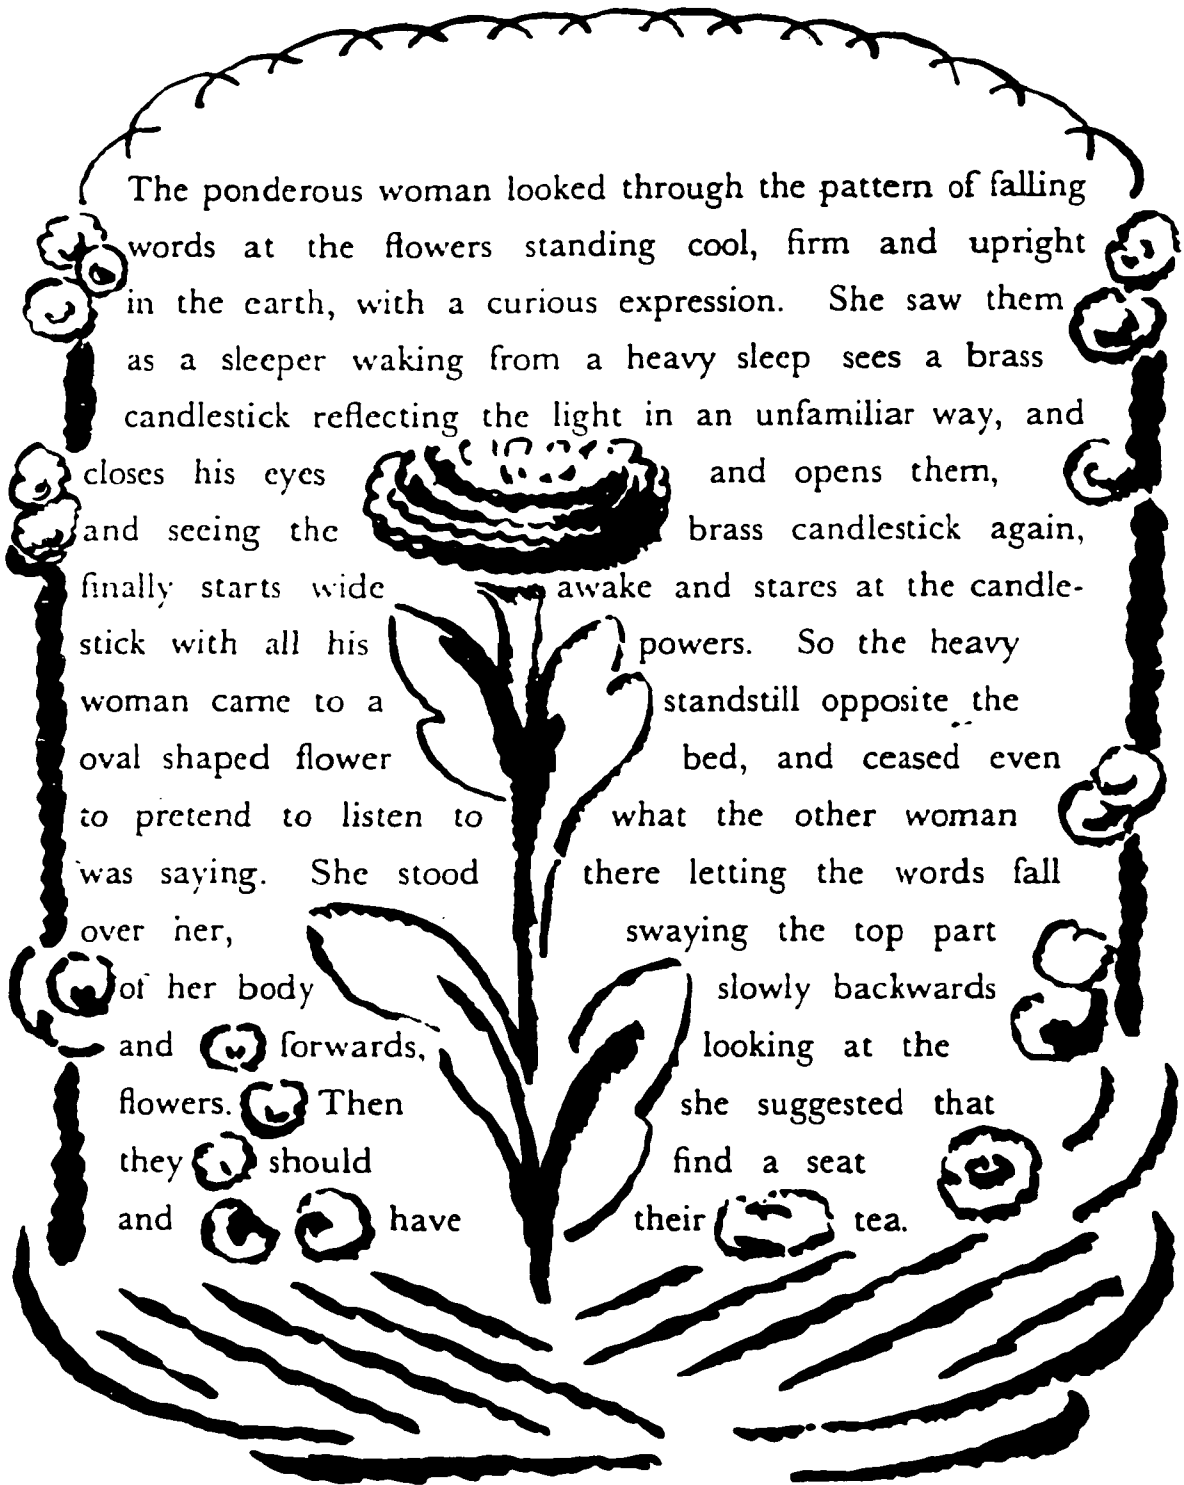 The ponderous woman looked through the pattern of falling
words at the flowers standing cool, firm and upright
in the earth, with a curious expression. She saw them
as a sleeper waking from a heavy sleep sees a brass
candlestick reflecting the light in an unfamiliar way, and
closes his eyes and opens them,
and seeing the brass candlestick again,
finally starts wide awake and stares at the candle-
stick with all his powers. So the heavy
woman came to a standstill opposite the
oval shaped flower bed, and ceased even
to pretend to listen to what the other woman
was saying. She stood there letting the words fall
over her, swaying the top part
of her body slowly backwards
and forwards, looking at the
flowers. Then she suggested that
they should find a seat
and have their tea.